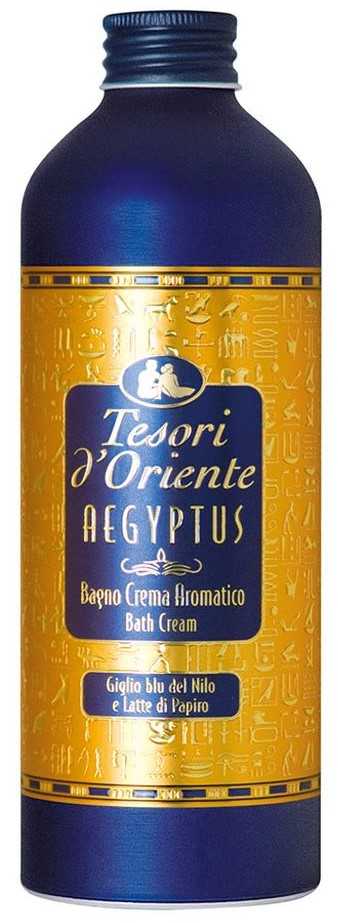 Tesori
d'Oriente
AEGYPTUS
Bagno Crema Aromatico
Bath Cream
Giglio blu del Nilo
e Latte di Papiro